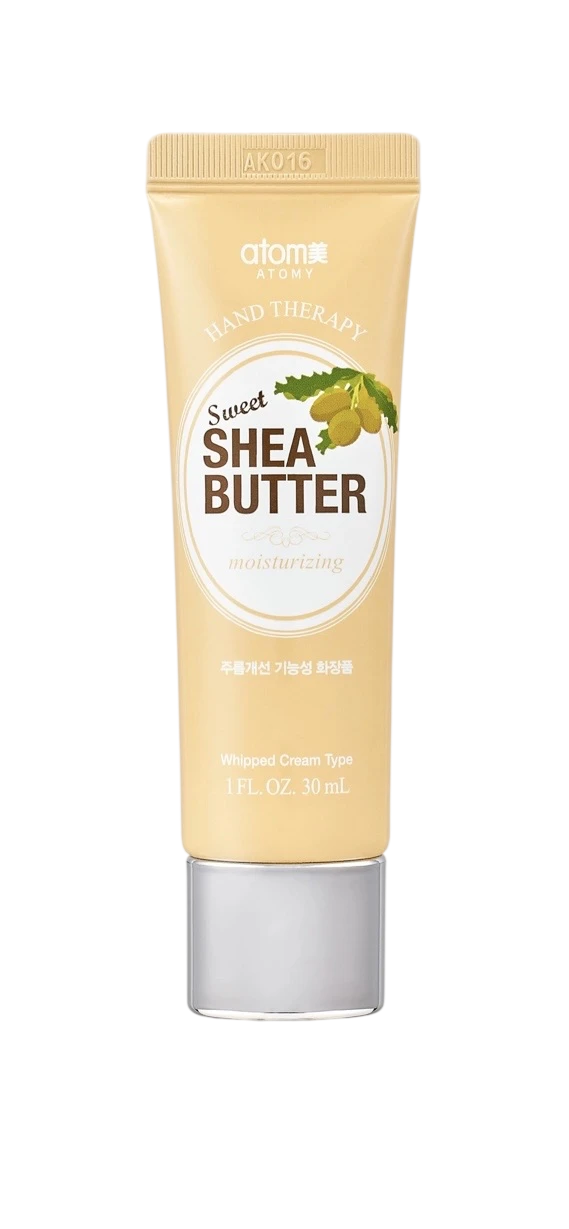 AK016
atom美
ATOMY
HAND THERAPY
Sweet
SHEA
BUTTER
moisturizing
주름개선 기능성 화장품
Whipped Cream Type
1 FL. OZ. 30 mL